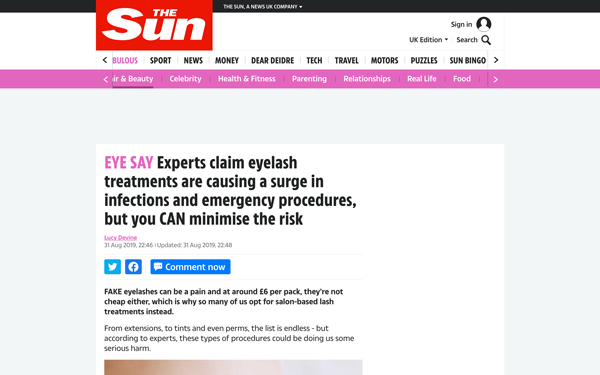 THE SUN, A NEWS UK COMPANY
THE
Sun
Sign in
UK Edition
Search
BULOUS SPORT NEWS MONEY DEAR DEIDRE TECH TRAVEL MOTORS PUZZLES SUN BINGO
ir & Beauty Celebrity Health & Fitness Parenting Relationships Real Life Food
EYE SAY Experts claim eyelash
treatments are causing a surge in
infections and emergency procedures,
but you CAN minimise the risk
Lucy Devine
31 Aug 2019, 22:46 | Updated: 31 Aug 2019, 22:48
Comment now
FAKE eyelashes can be a pain and at around £6 per pack, they're not
cheap either, which is why so many of us opt for salon-based lash
treatments instead.
From extensions, to tints and even perms, the list is endless - but
according to experts, these types of procedures could be doing us some
serious harm.